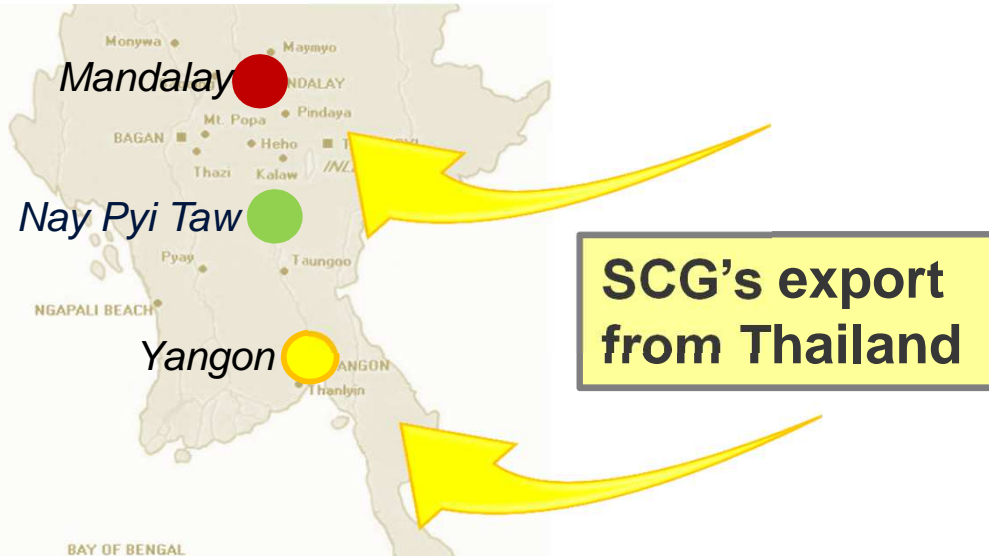 Monywa
Maymyo
Mandalay
NDALAY
Mt. Popa
Pindaya
BAGAN
Heho
Thazi
Kalaw
INL
Nay Pyi Taw
Pyay
Taungoo
SCG's export
from Thailand
NGAPALI BEACH
Yangon
ANGON
Thanlyin
BAY OF BENGAL